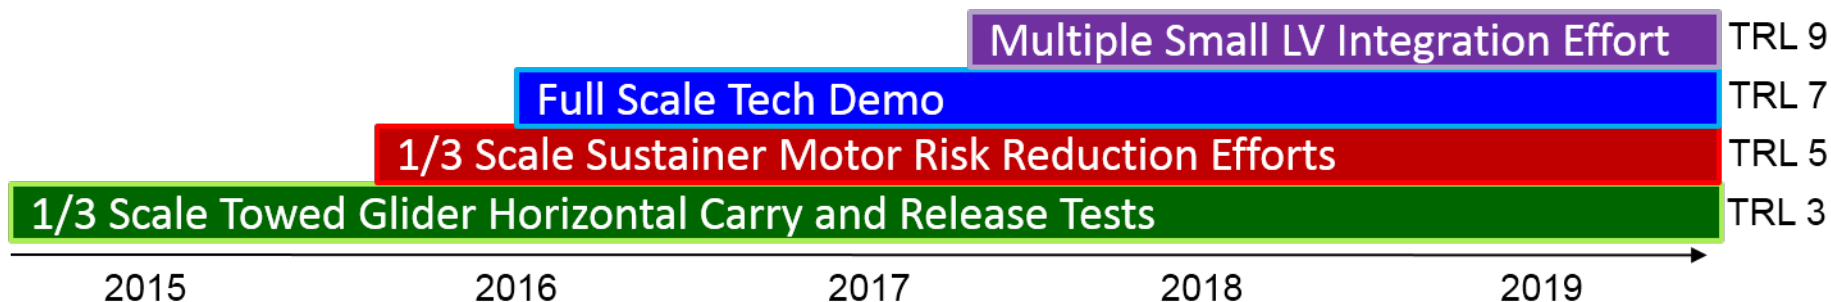 Multiple Small LV Integration Effort TRL 9
Full Scale Tech Demo TRL 7
1/3 Scale Sustainer Motor Risk Reduction Efforts TRL 5
1/3 Scale Towed Glider Horizontal Carry and Release Tests TRL 3
2015 2016 2017 2018 2019